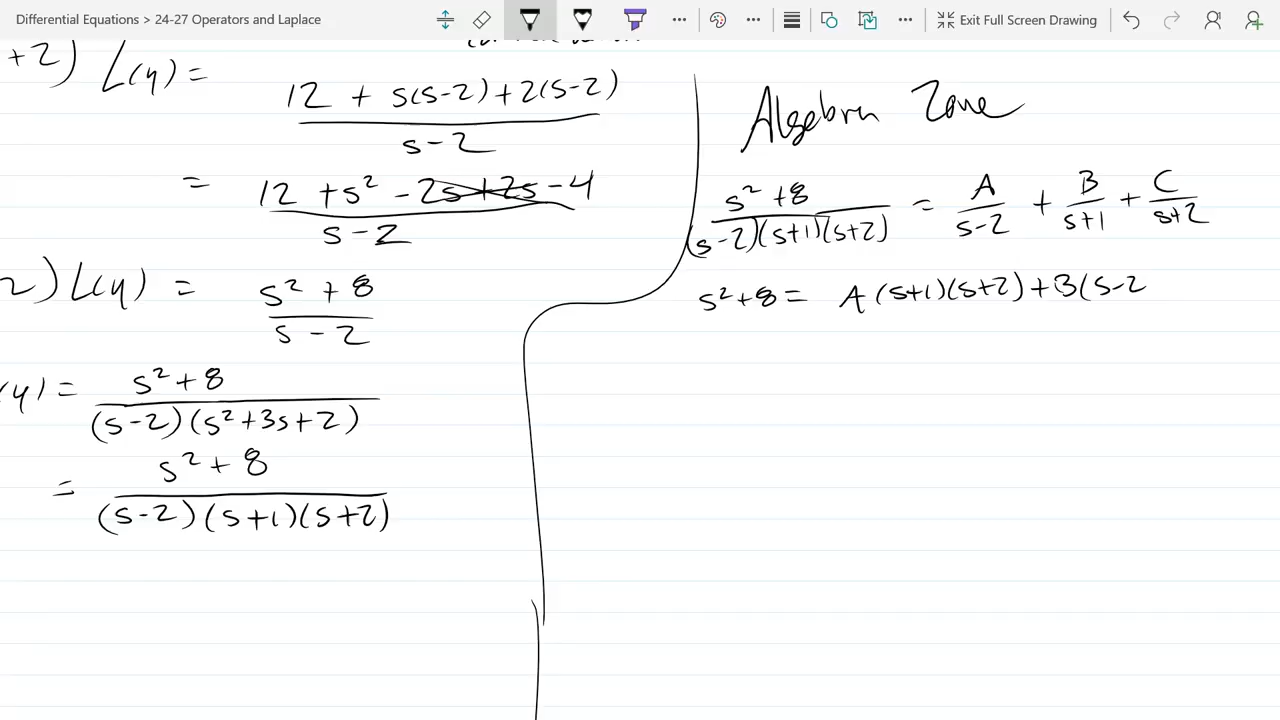 Differential Equations > 24-27 Operators and Laplace
Exit Full Screen Drawing
+2) L(y) =
12 + s(s-2)+2(s-2)
s-2
= 12 + s² - 2s+2s - 4
s-2
2) L(y) = s² + 8
s-2
(y) = s² + 8
(s-2)(s²+3s+2)
= s² + 8
(s-2)(s+1)(s+2)
Algebra Zone
s² + 8 = A + B + C
(s-2)(s+1)(s+2) s-2 s+1 s+2
s² + 8 = A (s+1)(s+2) + B(s-2